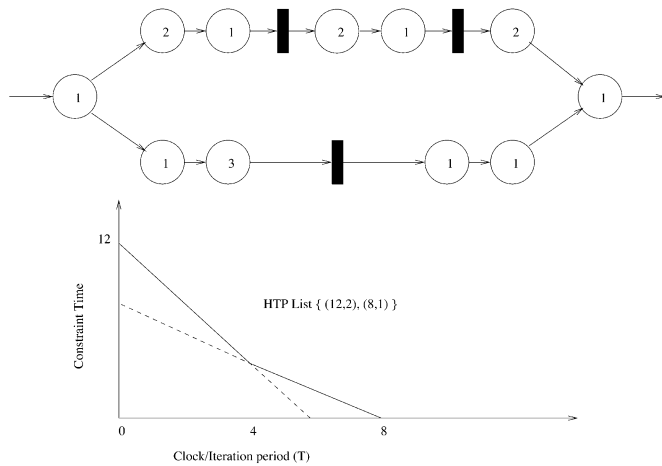 2 1 2 1 2
1 1
1 3 1 1
12
Constraint Time
HTP List { (12,2), (8,1) }
0 4 8
Clock/Iteration period (T)